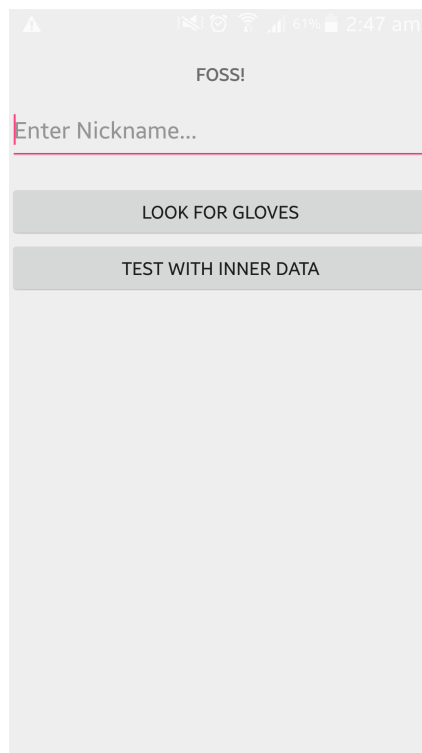 61% 2:47 am
FOSS!
Enter Nickname...
LOOK FOR GLOVES
TEST WITH INNER DATA